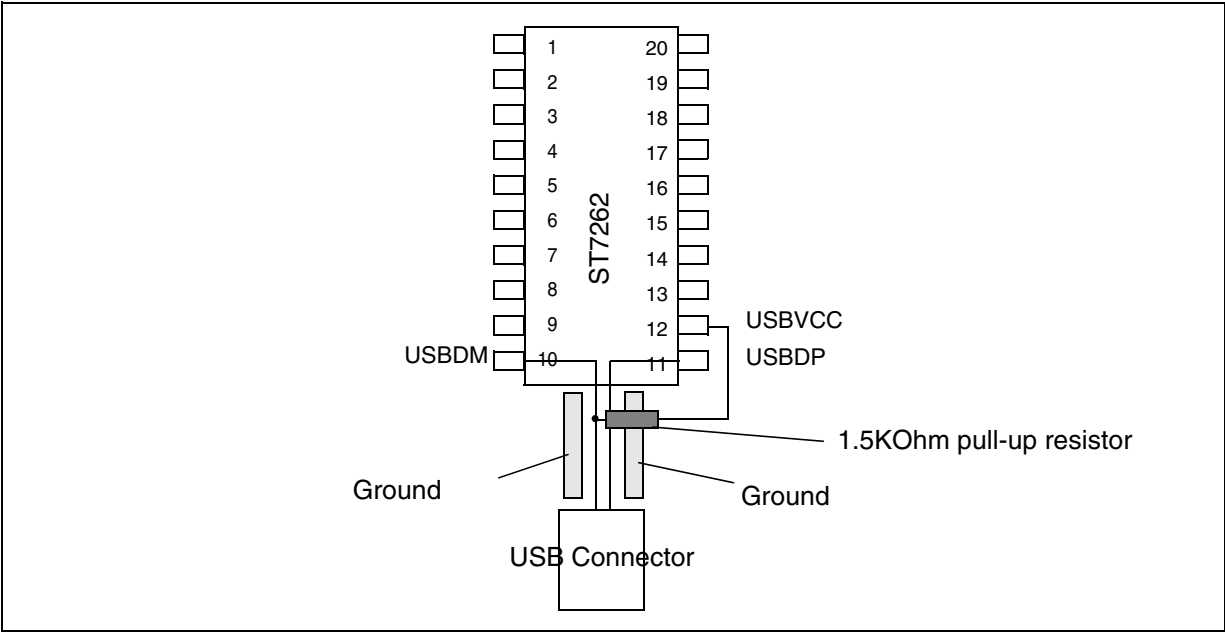 1 20
2 19
3 18
4 17
5 16
6 15
7 14
8 13
9 12
10 11
ST7262
USBVCC
USBDM
USBDP
1.5KOhm pull-up resistor
Ground
Ground
USB Connector